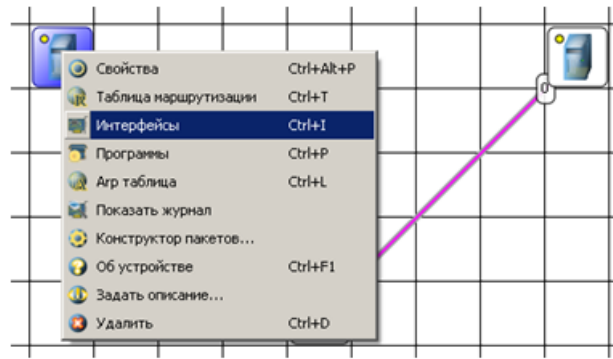 Свойства Ctrl+Alt+P
Таблица маршрутизации Ctrl+T
Интерфейсы Ctrl+I
Программы Ctrl+P
Arp таблица Ctrl+L
Показать журнал
Конструктор пакетов...
Об устройстве Ctrl+F1
Задать описание...
Удалить Ctrl+D
0